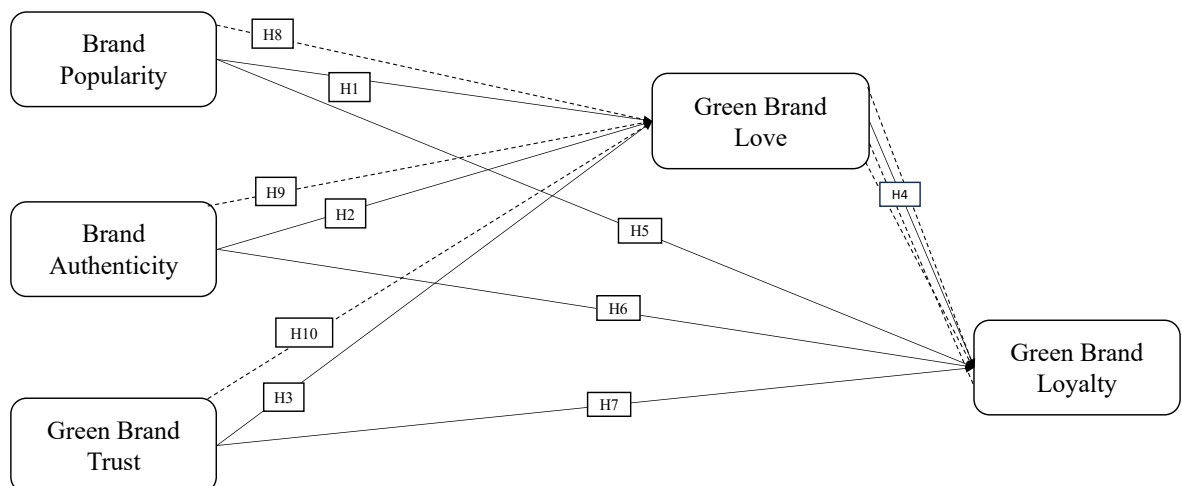 Brand
Popularity
H8
H1
Green Brand
Love
H9
H2
H4
Brand
Authenticity
H5
H6
H10
Green Brand
Loyalty
H3
H7
Green Brand
Trust